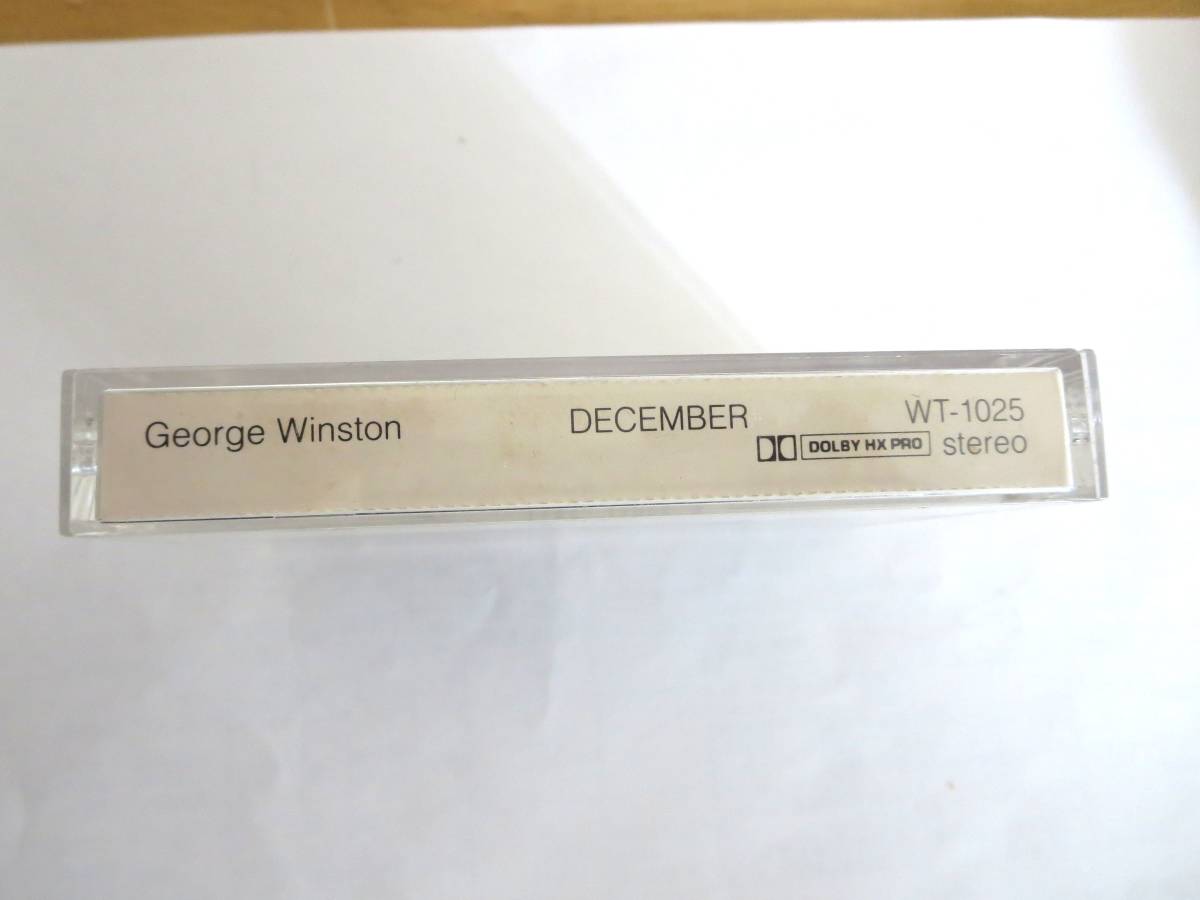 George Winston
DECEMBER
WT-1025
DOLBY HX PRO stereo